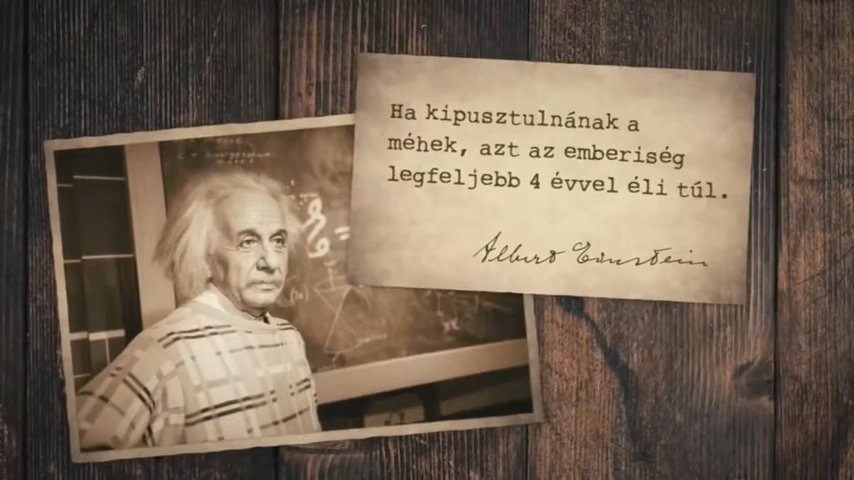 Ha kipusztulnának a
méhek, azt az emberiség
legfeljebb 4 évvel éli túl.
Albert Einstein